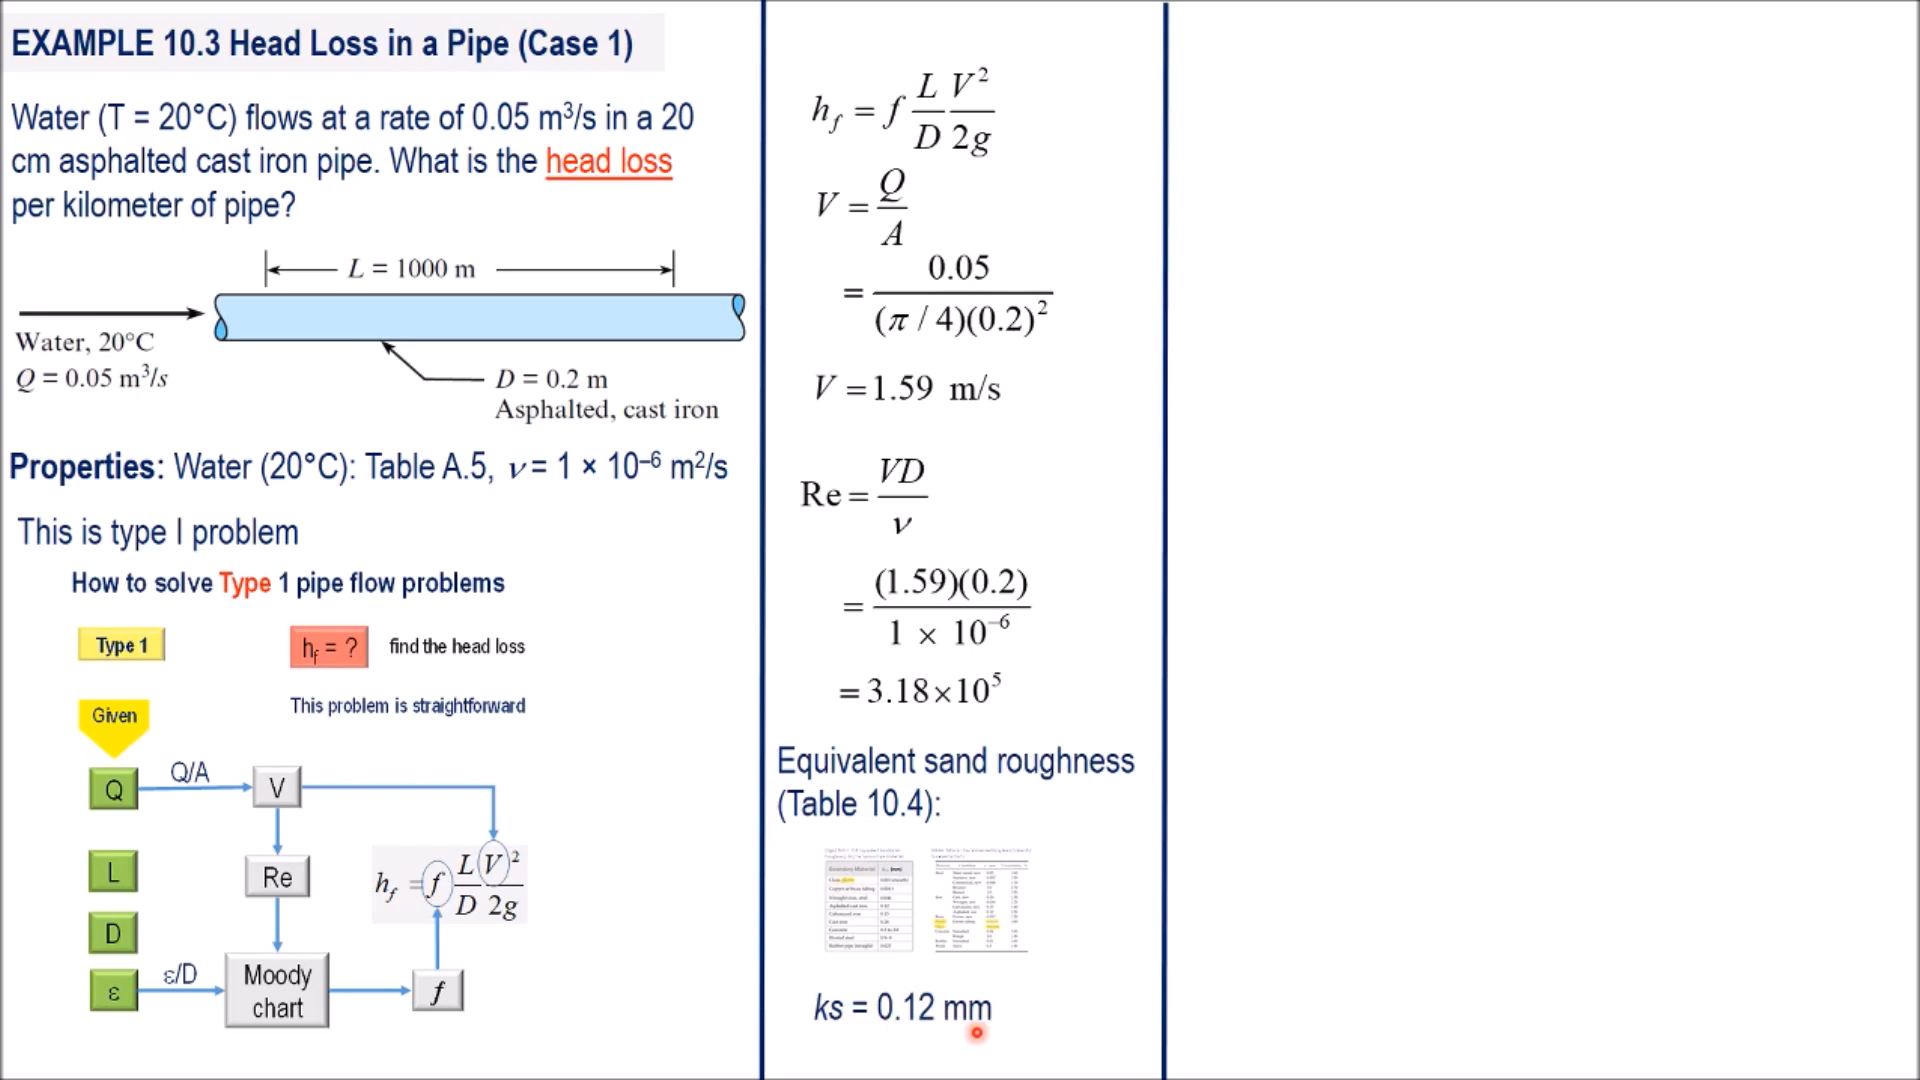 EXAMPLE 10.3 Head Loss in a Pipe (Case 1)
Water (T = 20°C) flows at a rate of 0.05 m³/s in a 20
cm asphalted cast iron pipe. What is the head loss
per kilometer of pipe?
L = 1000 m
Water, 20°C
Q = 0.05 m³/s
D = 0.2 m
Asphalted, cast iron
Properties: Water (20°C): Table A.5, ν = 1 × 10⁻⁶ m²/s
This is type I problem
How to solve Type 1 pipe flow problems
Type 1
h_f = ?
find the head loss
This problem is straightforward
Given
Q
Q/A
V
L
Re
h_f = f L/D V²/2g
D
ε
ε/D
Moody
chart
f
h_f = f L/D V²/2g
V = Q/A
= 0.05/((π / 4)(0.2)²)
V = 1.59 m/s
Re = VD/ν
= (1.59)(0.2)/(1 × 10⁻⁶)
= 3.18×10⁵
Equivalent sand roughness
(Table 10.4):
ks = 0.12 mm